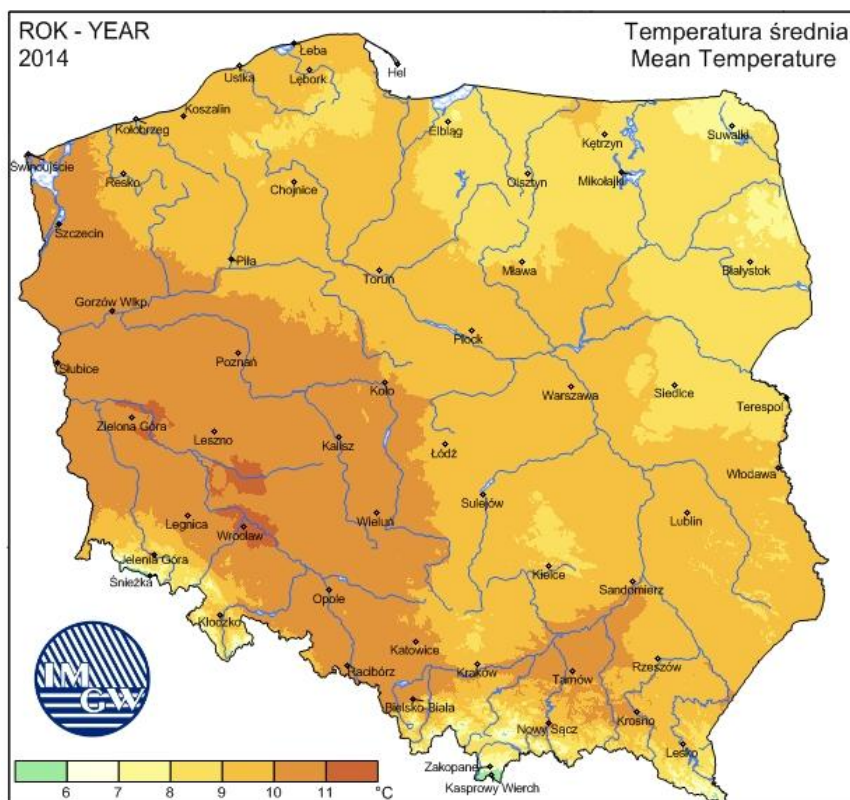 ROK - YEAR
2014
Temperatura średnia
Mean Temperature
Łeba
Hel
Ustka
Lębork
Koszalin
Kołobrzeg
Elbląg
Kętrzyn
Suwałki
Świnoujście
Resko
Chojnice
Olsztyn
Mikołajki
Szczecin
Piła
Toruń
Mława
Białystok
Gorzów Wlkp.
Płock
Słubice
Poznań
Koło
Warszawa
Siedlce
Terespol
Zielona Góra
Leszno
Kalisz
Łódź
Włodawa
Sulejów
Legnica
Wrocław
Wieluń
Lublin
Jelenia Góra
Śnieżka
Kielce
Sandomierz
Opole
Kłoczko
Katowice
Racibórz
Kraków
Tarnów
Rzeszów
Bielsko-Biała
Nowy Sącz
Krosno
Lesko
Zakopane
Kasprowy Wierch
IM
GW
6 7 8 9 10 11 °C